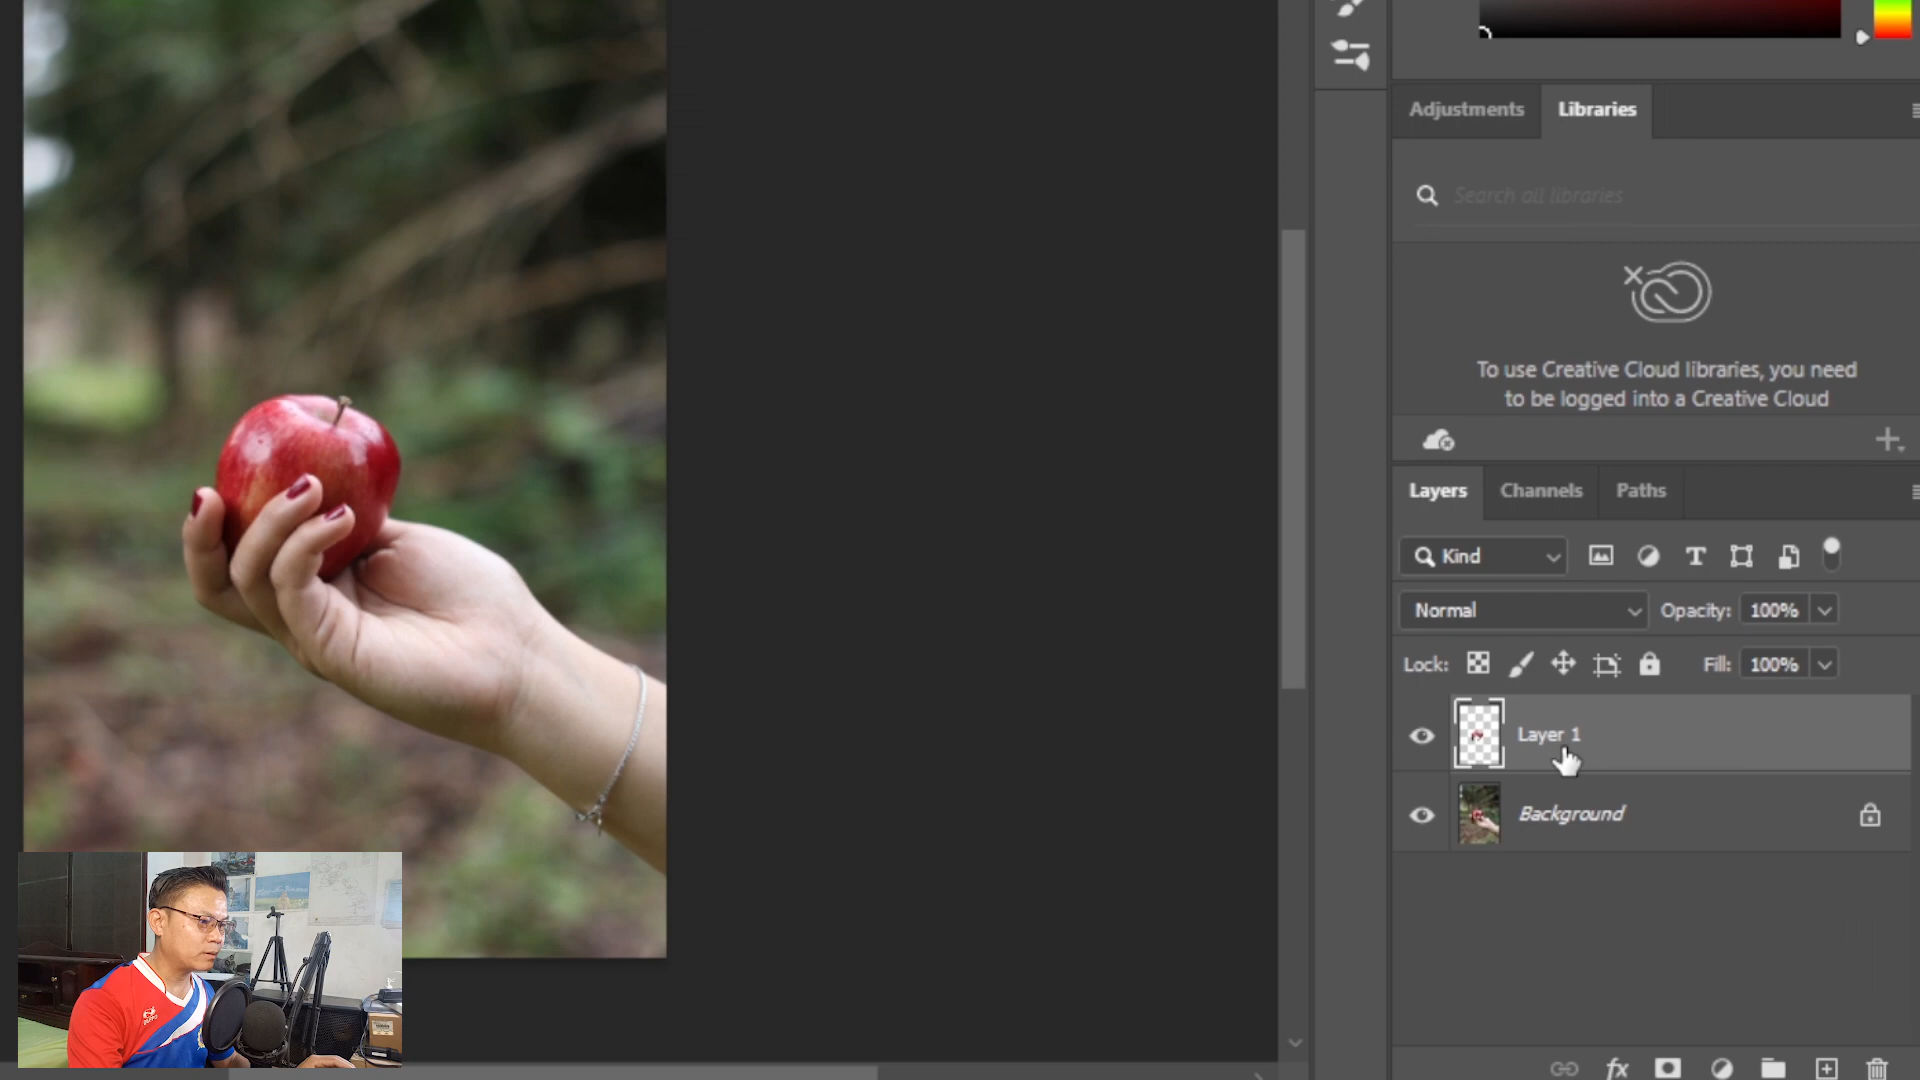 Adjustments
Libraries
Search all libraries
To use Creative Cloud libraries, you need
to be logged into a Creative Cloud
Layers
Channels
Paths
Kind
Normal
Opacity:
100%
Lock:
Fill:
100%
Layer 1
Background
fx